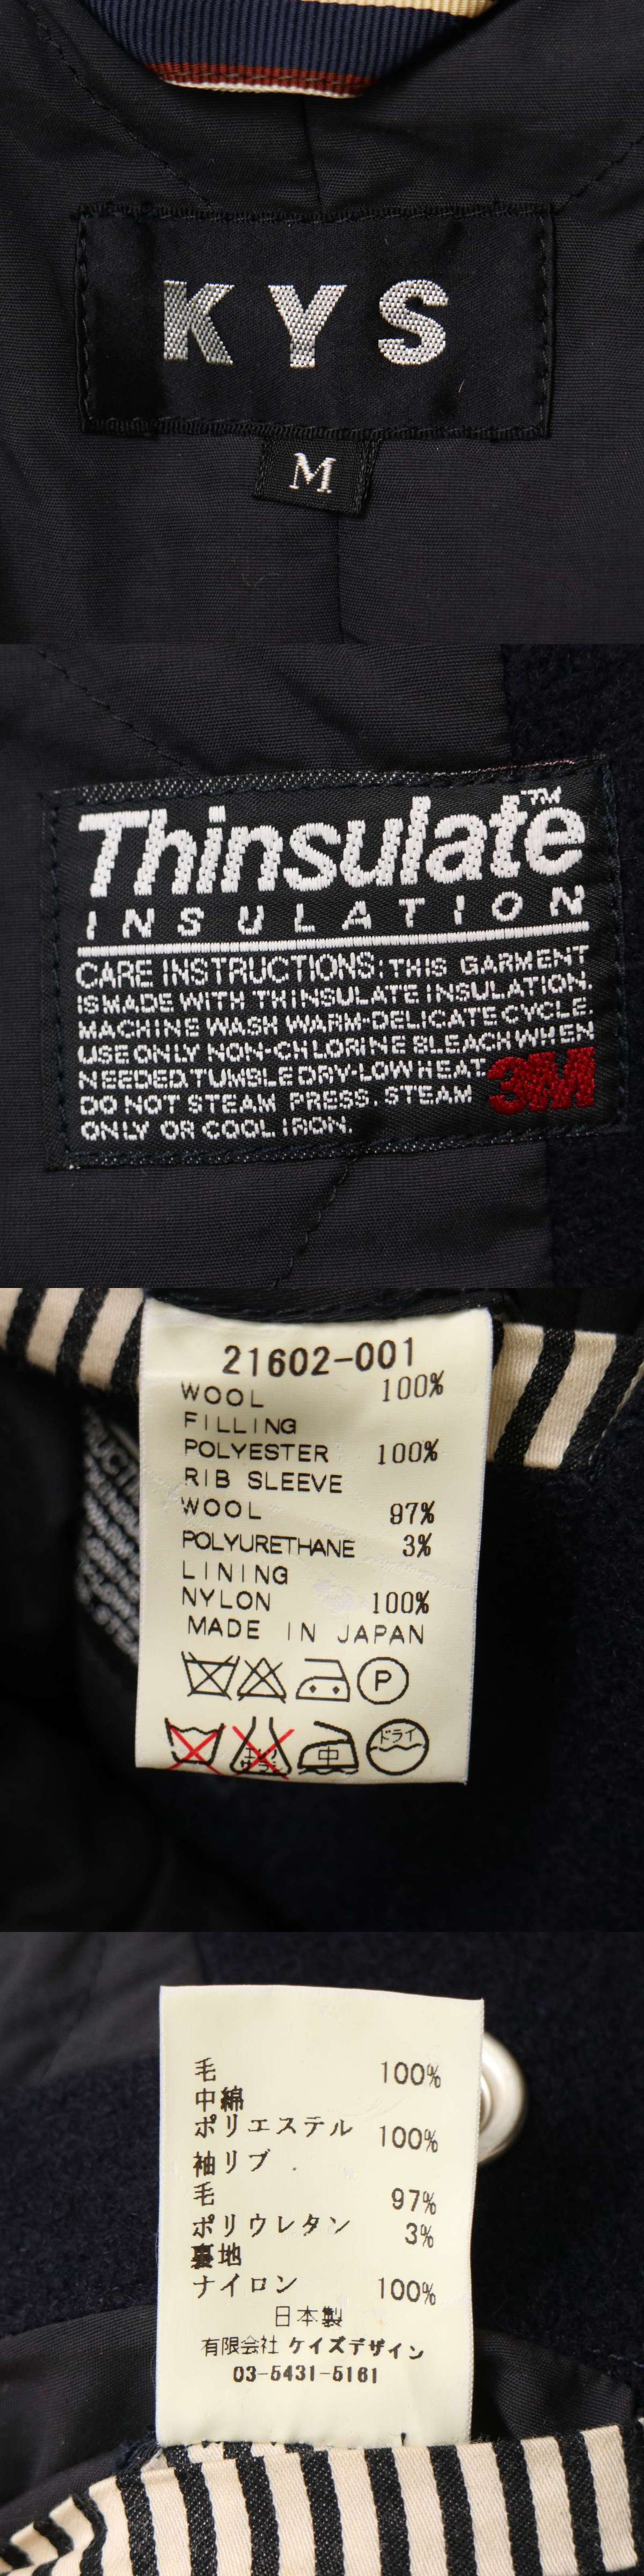 KYS
M
Thinsulate™
INSULATION
CARE INSTRUCTIONS: THIS GARMENT
IS MADE WITH THINSULATE INSULATION.
MACHINE WASH WARM-DELICATE CYCLE.
USE ONLY NON-CHLORINE BLEACH WHEN
NEEDED.TUMBLE DRY-LOW HEAT.
3M
DO NOT STEAM PRESS. STEAM
ONLY OR COOL IRON.
21602-001
WOOL 100%
FILLING
POLYESTER 100%
RIB SLEEVE
WOOL 97%
POLYURETHANE 3%
LINING
NYLON 100%
MADE IN JAPAN
P
中 ドライ
毛 100%
中綿
ポリエステル 100%
袖リブ
毛 97%
ポリウレタン 3%
裏地
ナイロン 100%
日本製
有限会社 ケイズデザイン
03-5431-5161